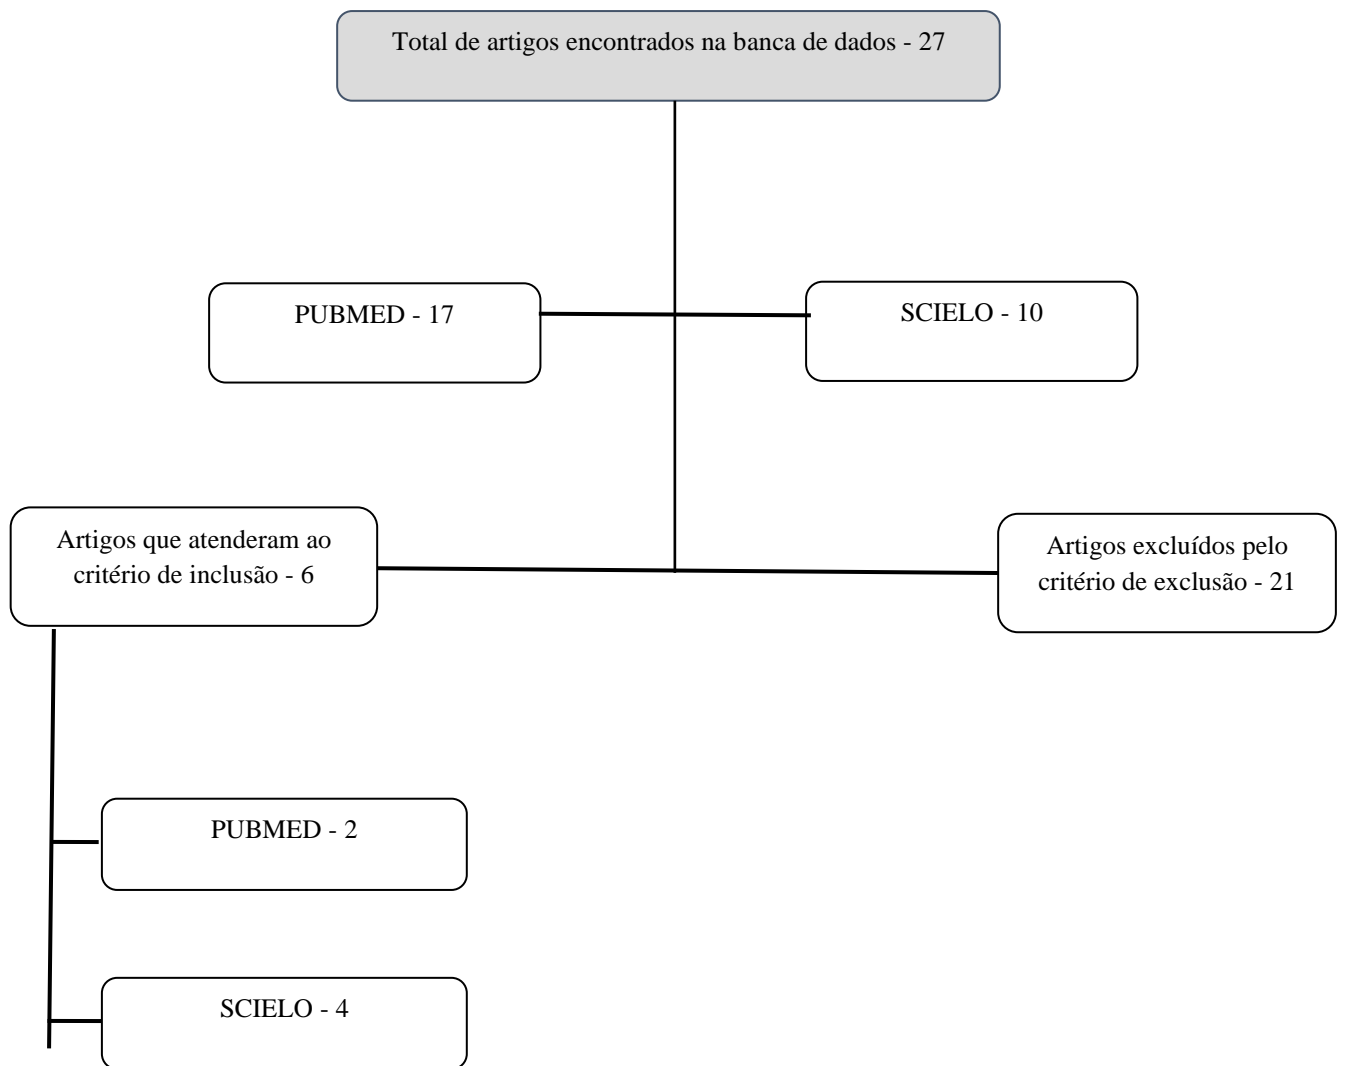 Total de artigos encontrados na banca de dados - 27
PUBMED - 17
SCIELO - 10
Artigos que atenderam ao
critério de inclusão - 6
Artigos excluídos pelo
critério de exclusão - 21
PUBMED - 2
SCIELO - 4